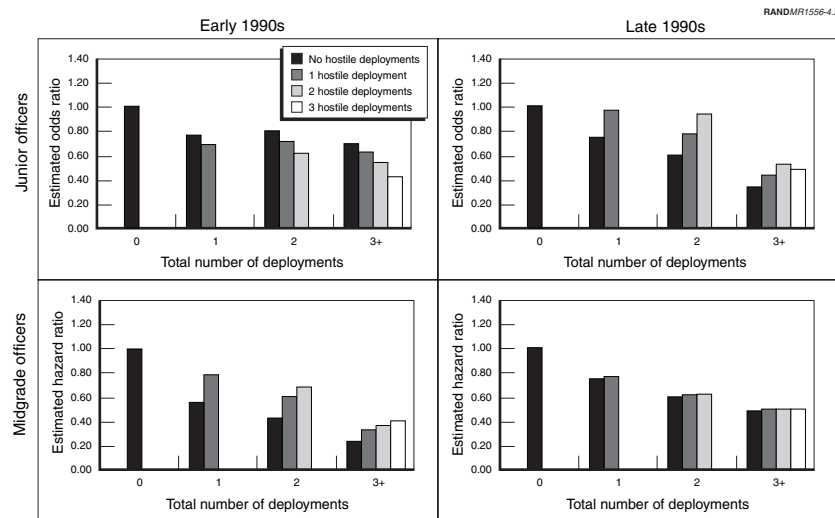 RANDMR1556-4.
Early 1990s
Late 1990s
Junior officers
Estimated odds ratio
1.40
1.20
1.00
0.80
0.60
0.40
0.20
0.00
No hostile deployments
1 hostile deployment
2 hostile deployments
3 hostile deployments
0 1 2 3+
Total number of deployments
Estimated odds ratio
1.40
1.20
1.00
0.80
0.60
0.40
0.20
0.00
0 1 2 3+
Total number of deployments
Midgrade officers
Estimated hazard ratio
1.40
1.20
1.00
0.80
0.60
0.40
0.20
0.00
0 1 2 3+
Total number of deployments
Estimated hazard ratio
1.40
1.20
1.00
0.80
0.60
0.40
0.20
0.00
0 1 2 3+
Total number of deployments